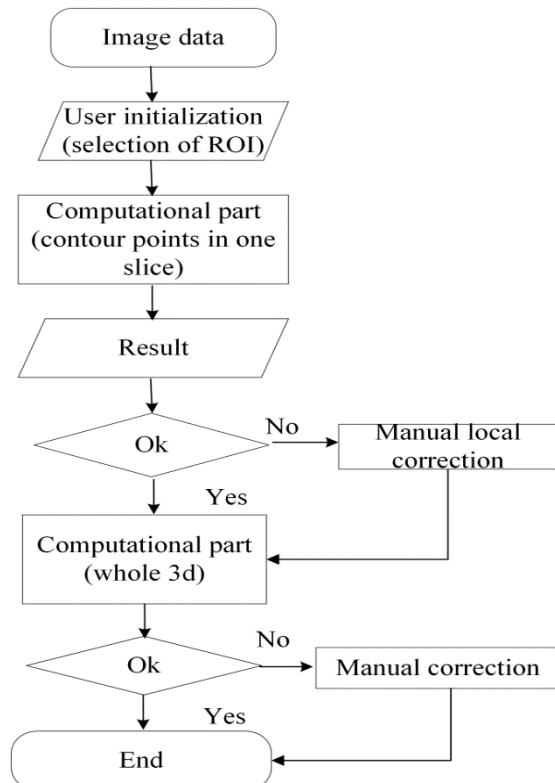 Image data
User initialization
(selection of ROI)
Computational part
(contour points in one
slice)
Result
Ok
No
Manual local
correction
Yes
Computational part
(whole 3d)
Ok
No
Manual correction
Yes
End